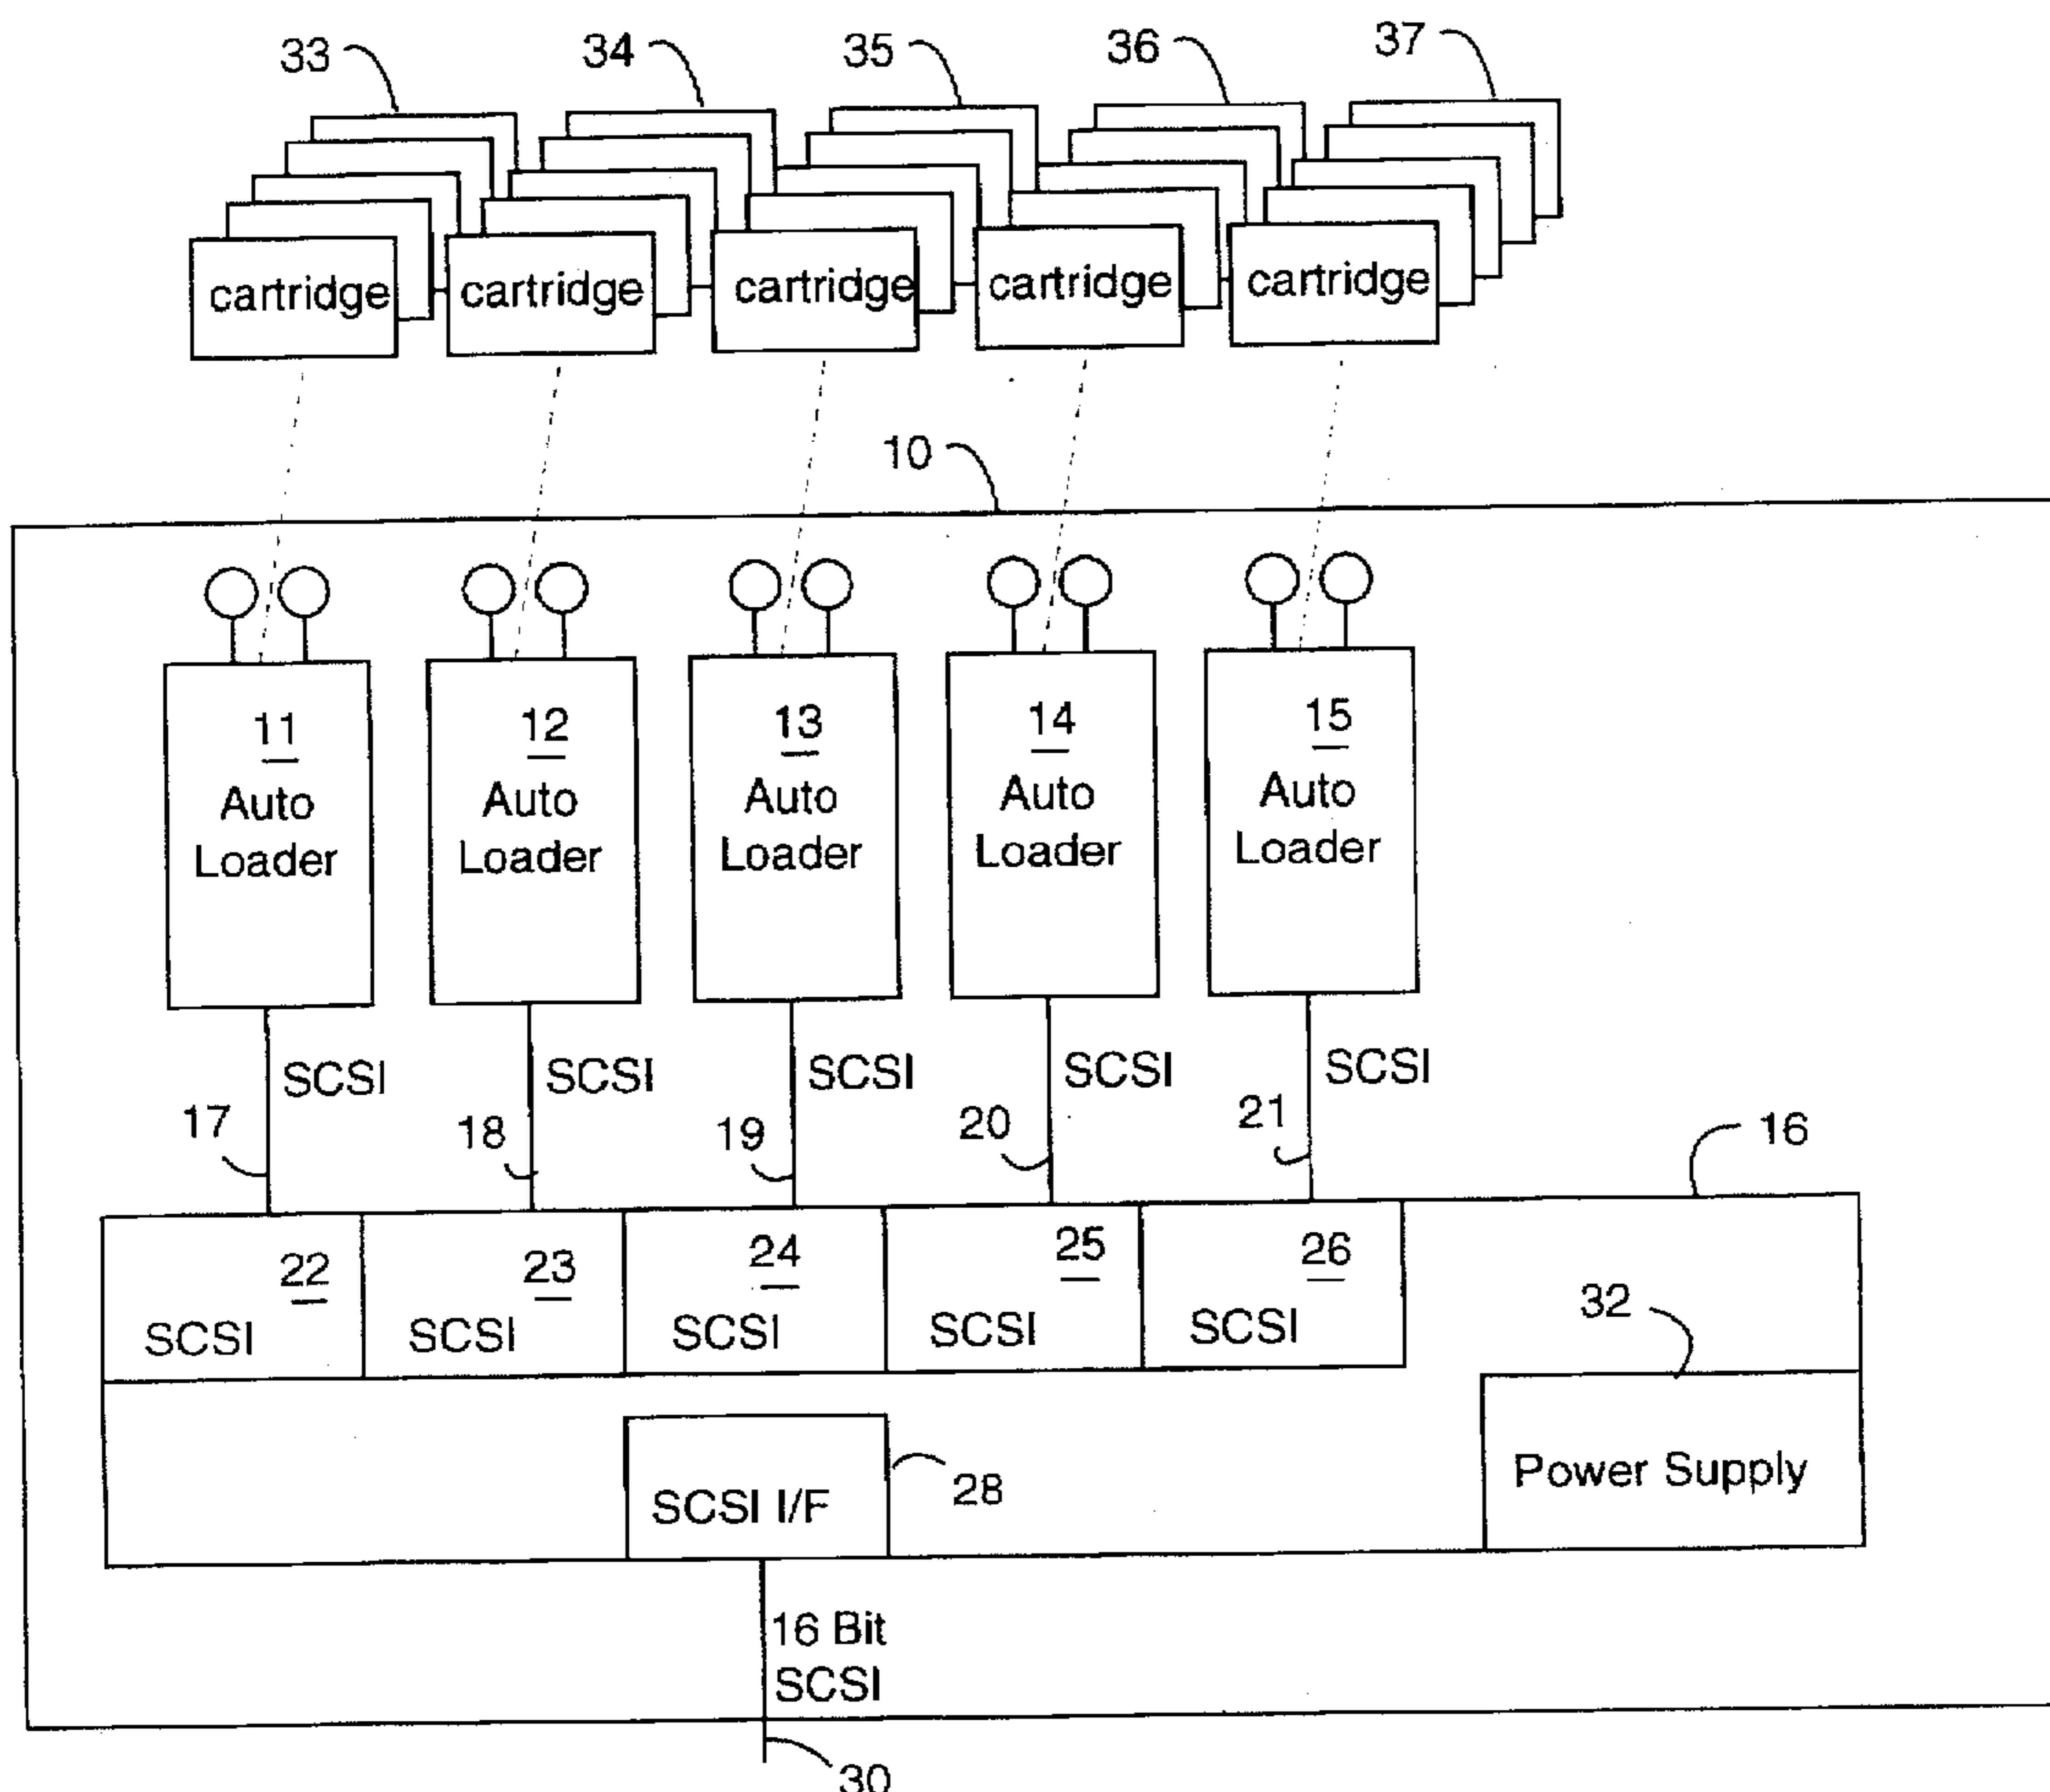 33 34 35 36 37
cartridge cartridge cartridge cartridge cartridge
10
11 12 13 14 15
Auto Auto Auto Auto Auto
Loader Loader Loader Loader Loader
SCSI SCSI SCSI SCSI SCSI
17 18 19 20 21 16
22 23 24 25 26
SCSI SCSI SCSI SCSI SCSI
32
SCSI I/F 28 Power Supply
16 Bit
SCSI
30